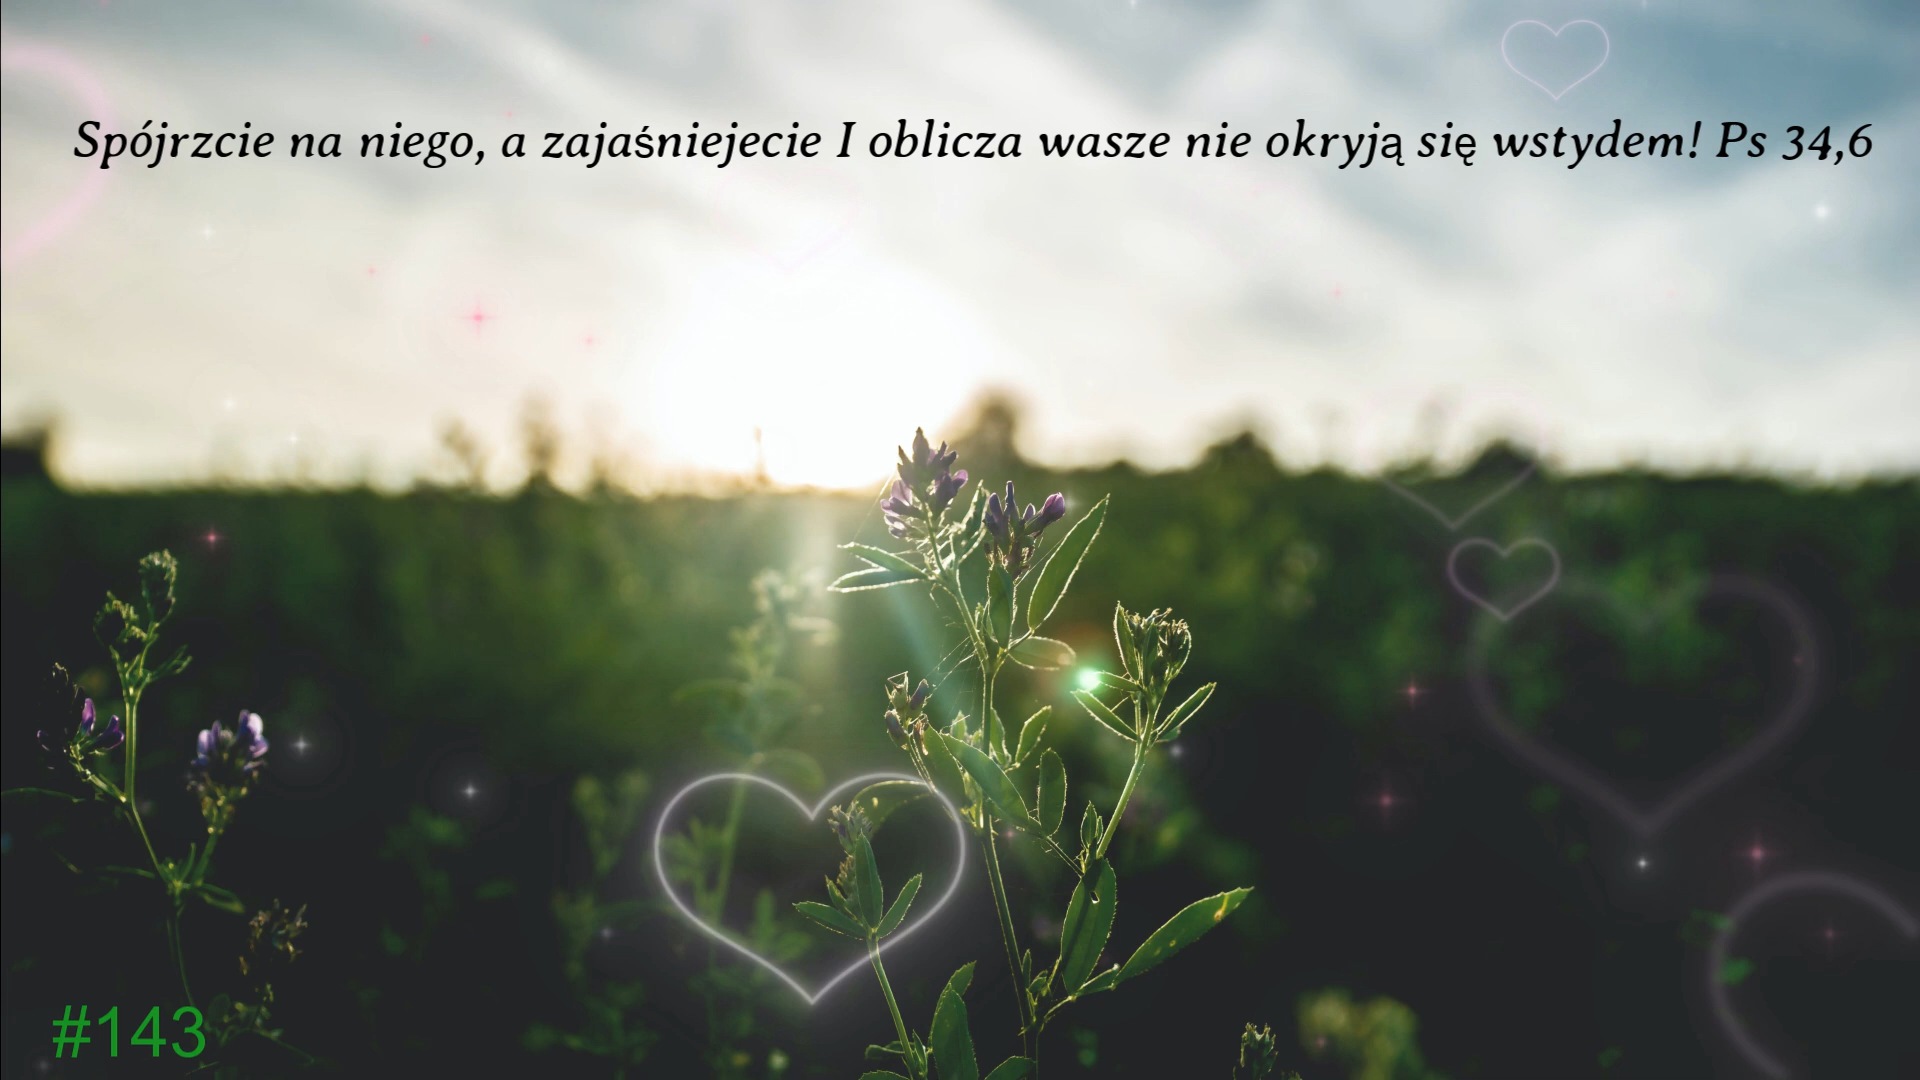 Spójrzcie na niego, a zajaśniejecie I oblicza wasze nie okryją się wstydem! Ps 34,6
#143